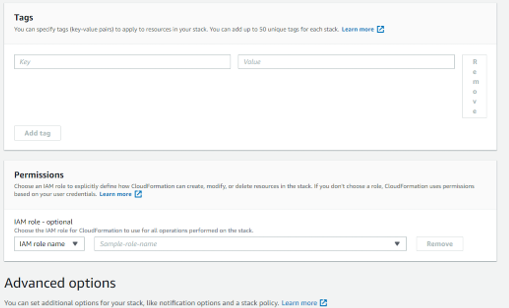 Tags
You can specify tags (key-value pairs) to apply to resources in your stack. You can add up to 50 unique tags for each stack. Learn more
Key
Value
Remove
Add tag
Permissions
Choose an IAM role to explicitly define how CloudFormation can create, modify, or delete resources in the stack. If you don't choose a role, CloudFormation uses permissions
based on your user credentials. Learn more
IAM role - optional
Choose the IAM role for CloudFormation to use for all operations performed on the stack.
IAM role name
Sample-role-name
Remove
Advanced options
You can set additional options for your stack, like notification options and a stack policy. Learn more